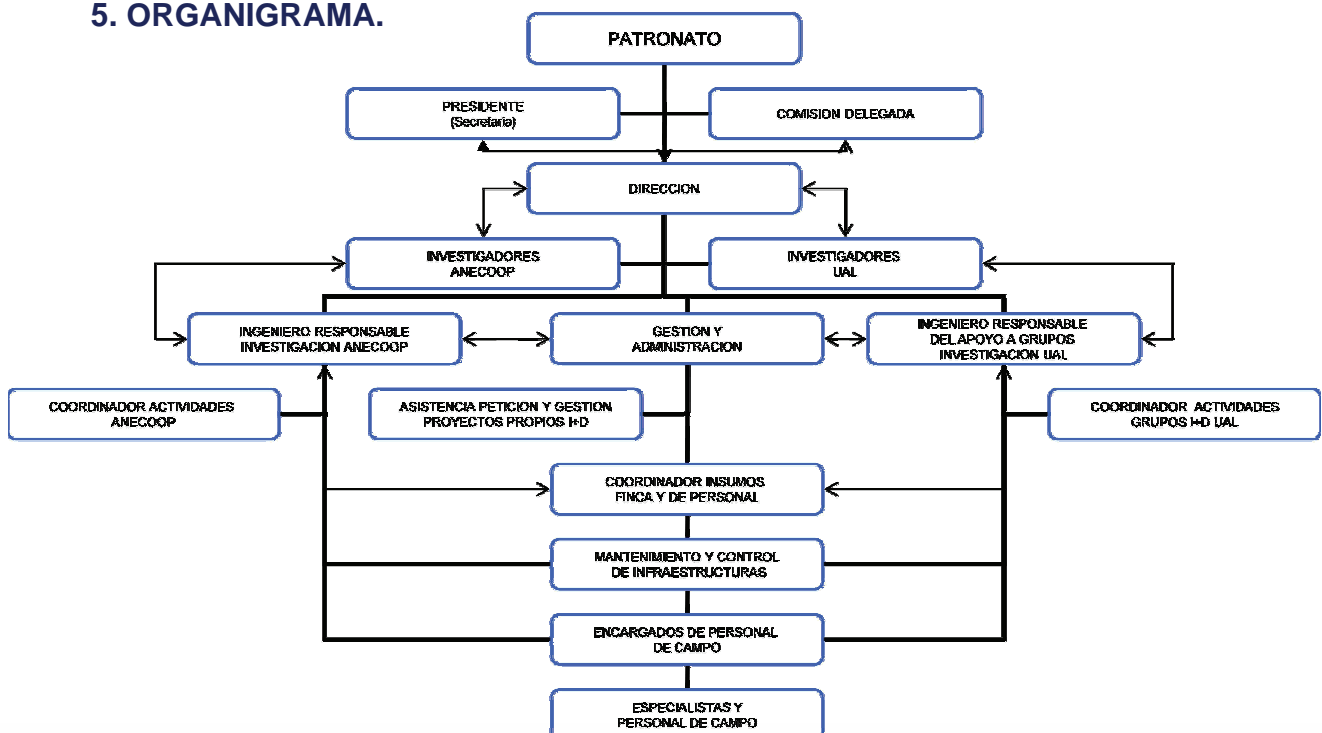 5. ORGANIGRAMA.
PATRONATO
PRESIDENTE
(Secretaria)
COMISION DELEGADA
DIRECCION
INVESTIGADORES
ANECOOP
INVESTIGADORES
UAL
INGENIERO RESPONSABLE
INVESTIGACION ANECOOP
GESTION Y
ADMINISTRACION
INGENIERO RESPONSABLE
DEL APOYO A GRUPOS
INVESTIGACION UAL
COORDINADOR ACTIVIDADES
ANECOOP
ASISTENCIA PETICION Y GESTION
PROYECTOS PROPIOS I+D
COORDINADOR ACTIVIDADES
GRUPOS I+D UAL
COORDINADOR INSUMOS
FINCA Y DE PERSONAL
MANTENIMIENTO Y CONTROL
DE INFRAESTRUCTURAS
ENCARGADOS DE PERSONAL
DE CAMPO
ESPECIALISTAS Y
PERSONAL DE CAMPO